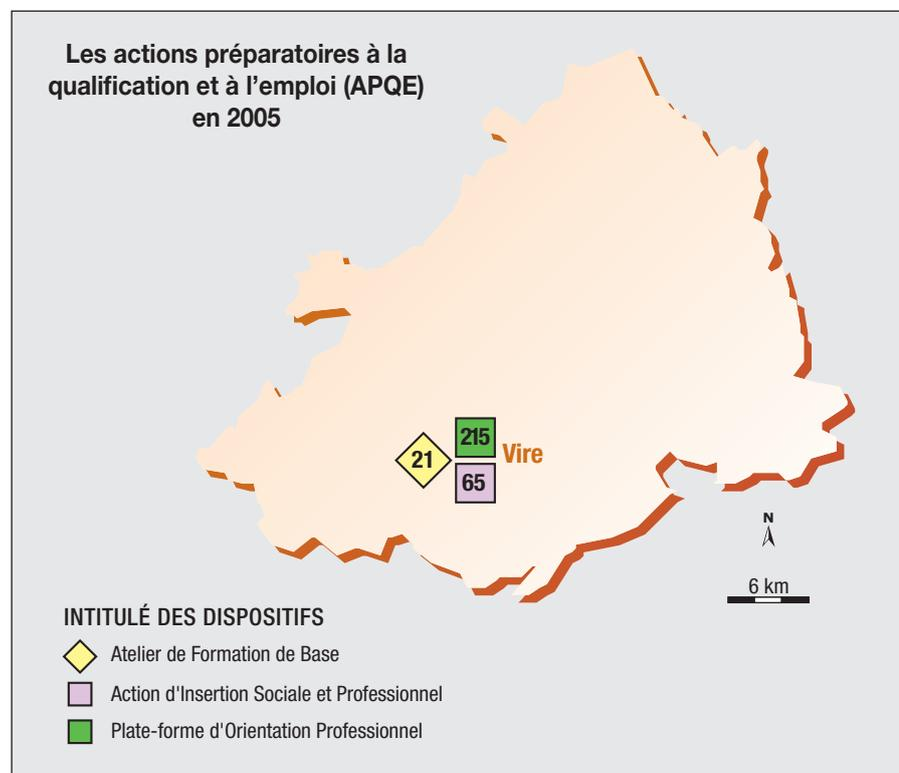 Les actions préparatoires à la
qualification et à l’emploi (APQE)
en 2005
215
21
Vire
65
N
6 km
INTITULÉ DES DISPOSITIFS
Atelier de Formation de Base
Action d'Insertion Sociale et Professionnel
Plate-forme d'Orientation Professionnel